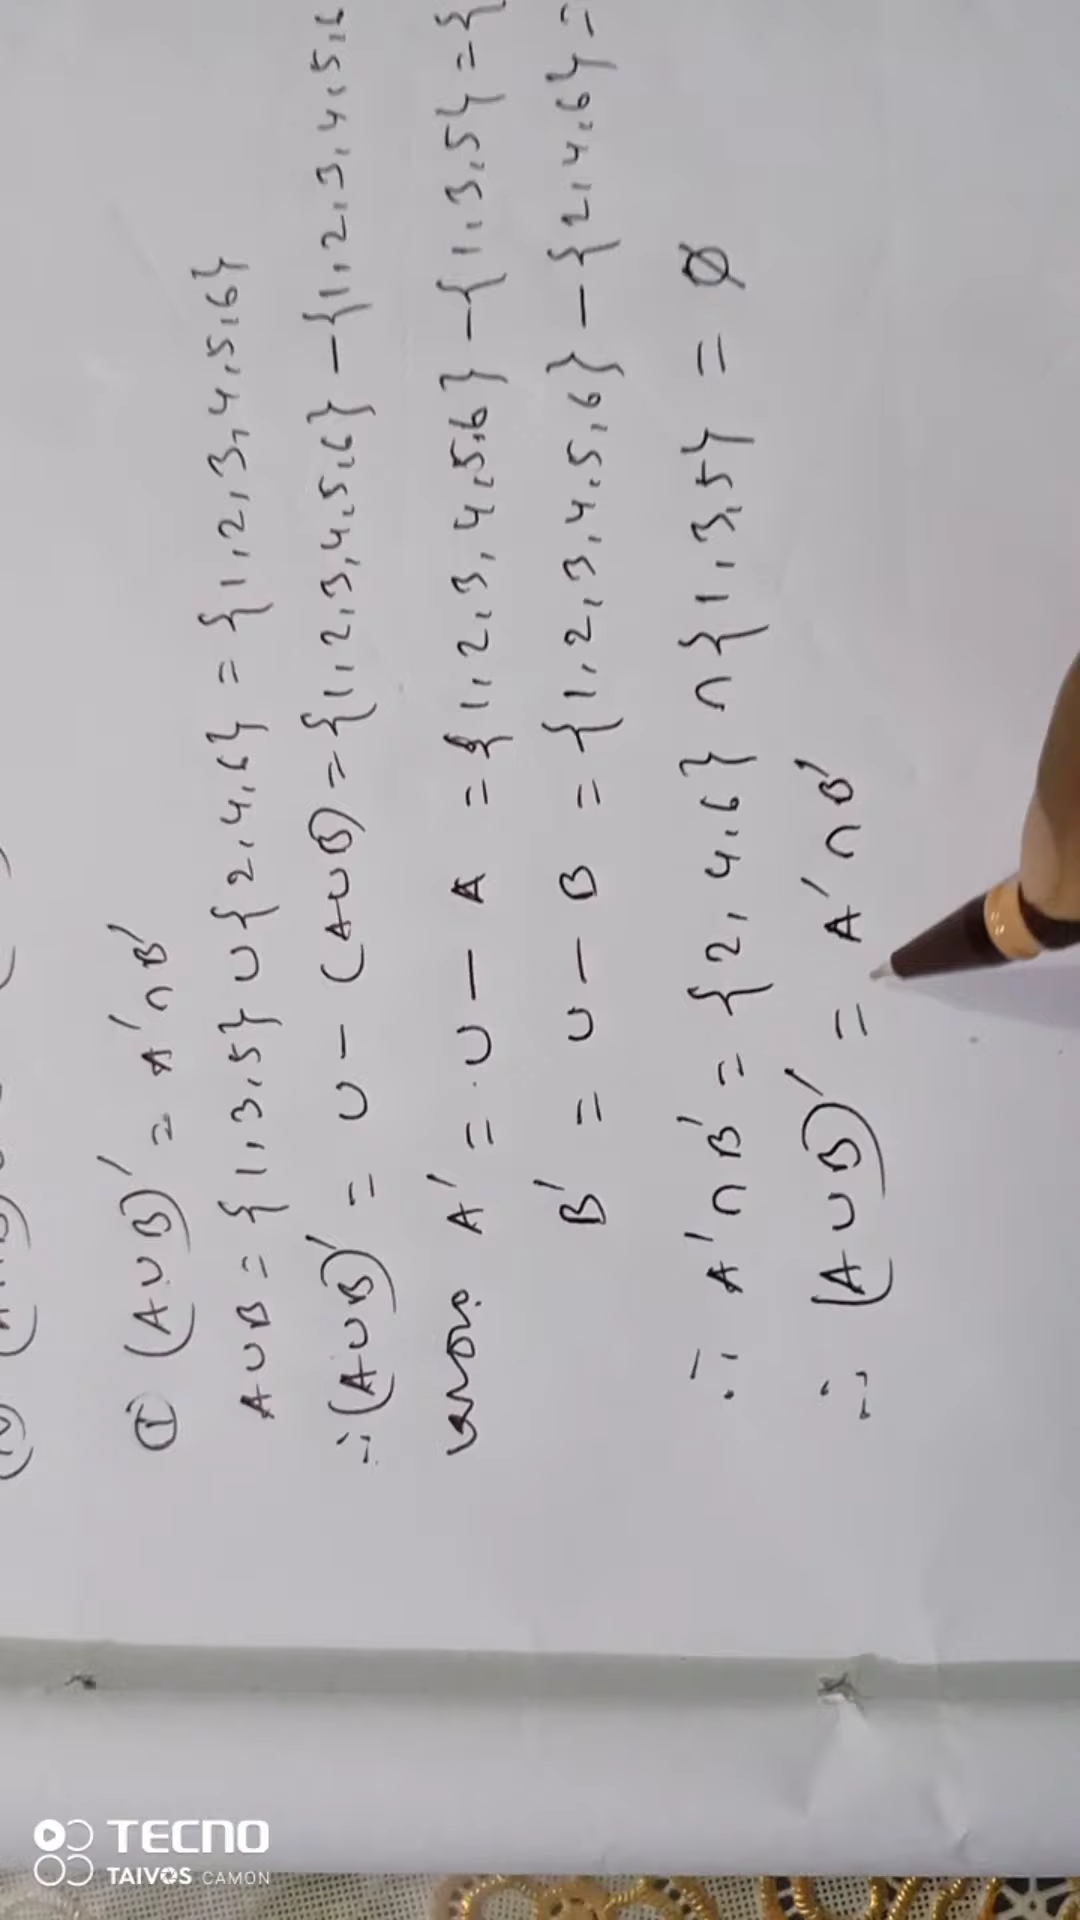 ① (A∪B)′ = A′∩B′
A∪B = {1,3,5} ∪ {2,4,6} = {1,2,3,4,5,6}
∴ (A∪B)′ = U − (A∪B) = {1,2,3,4,5,6} − {1,2,3,4,5,6
A′ = U − A = {1,2,3,4,5,6} − {1,3,5} = {
B′ = U − B = {1,2,3,4,5,6} − {2,4,6} =
∴ A′∩B′ = {2,4,6} ∩ {1,3,5} = ∅
∴ (A∪B)′ = A′∩B′
TECNO
TAIVOS CAMON